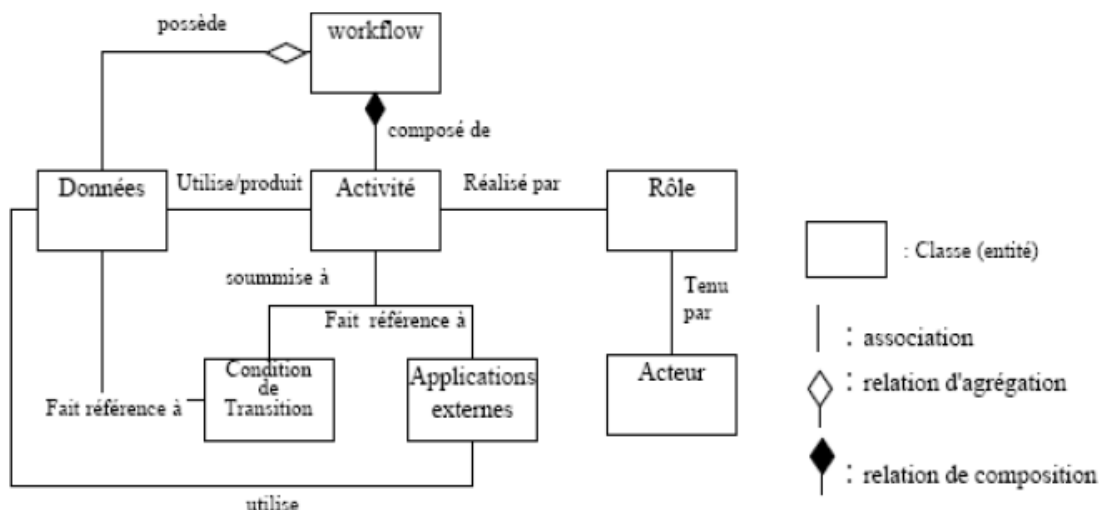 possède
workflow
composé de
Données
Utilise/produit
Activité
Réalisé par
Rôle
: Classe (entité)
soummise à
Tenu
par
Fait référence à
: association
Condition
de
Transition
Applications
externes
Acteur
: relation d'agrégation
Fait référence à
: relation de composition
utilise